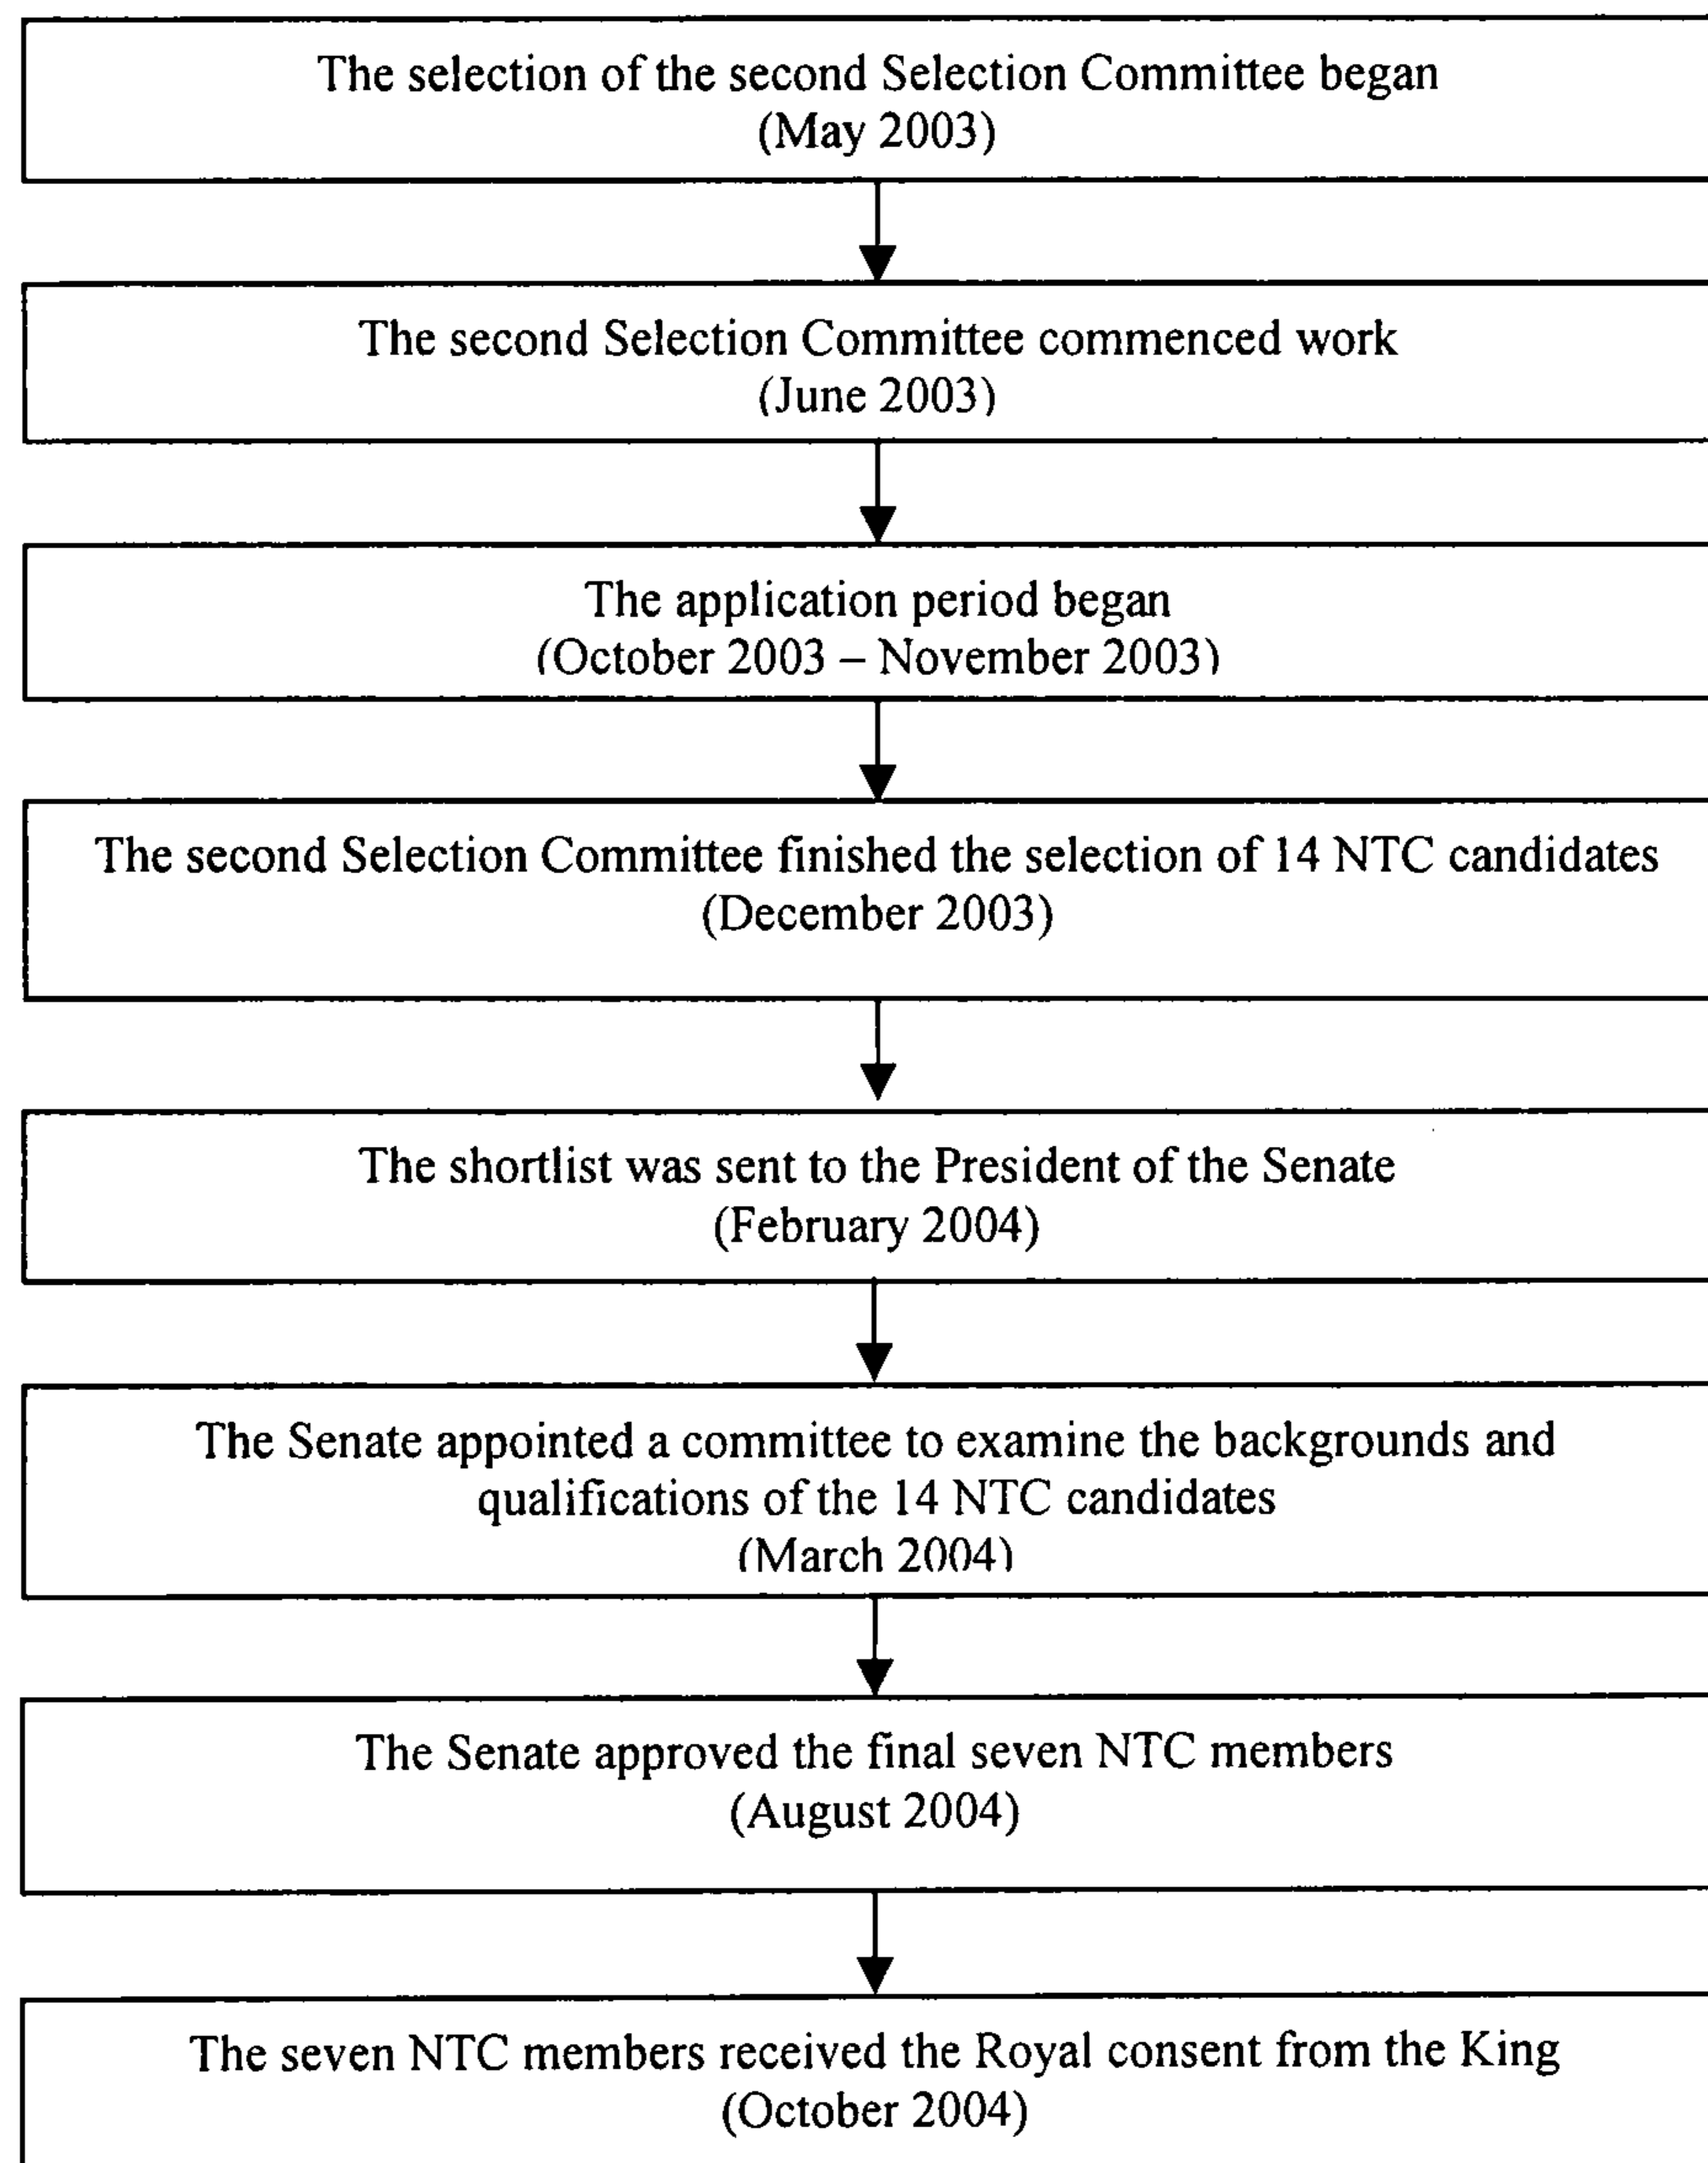 The selection of the second Selection Committee began
(May 2003)
The second Selection Committee commenced work
(June 2003)
The application period began
(October 2003 – November 2003)
The second Selection Committee finished the selection of 14 NTC candidates
(December 2003)
The shortlist was sent to the President of the Senate
(February 2004)
The Senate appointed a committee to examine the backgrounds and
qualifications of the 14 NTC candidates
(March 2004)
The Senate approved the final seven NTC members
(August 2004)
The seven NTC members received the Royal consent from the King
(October 2004)